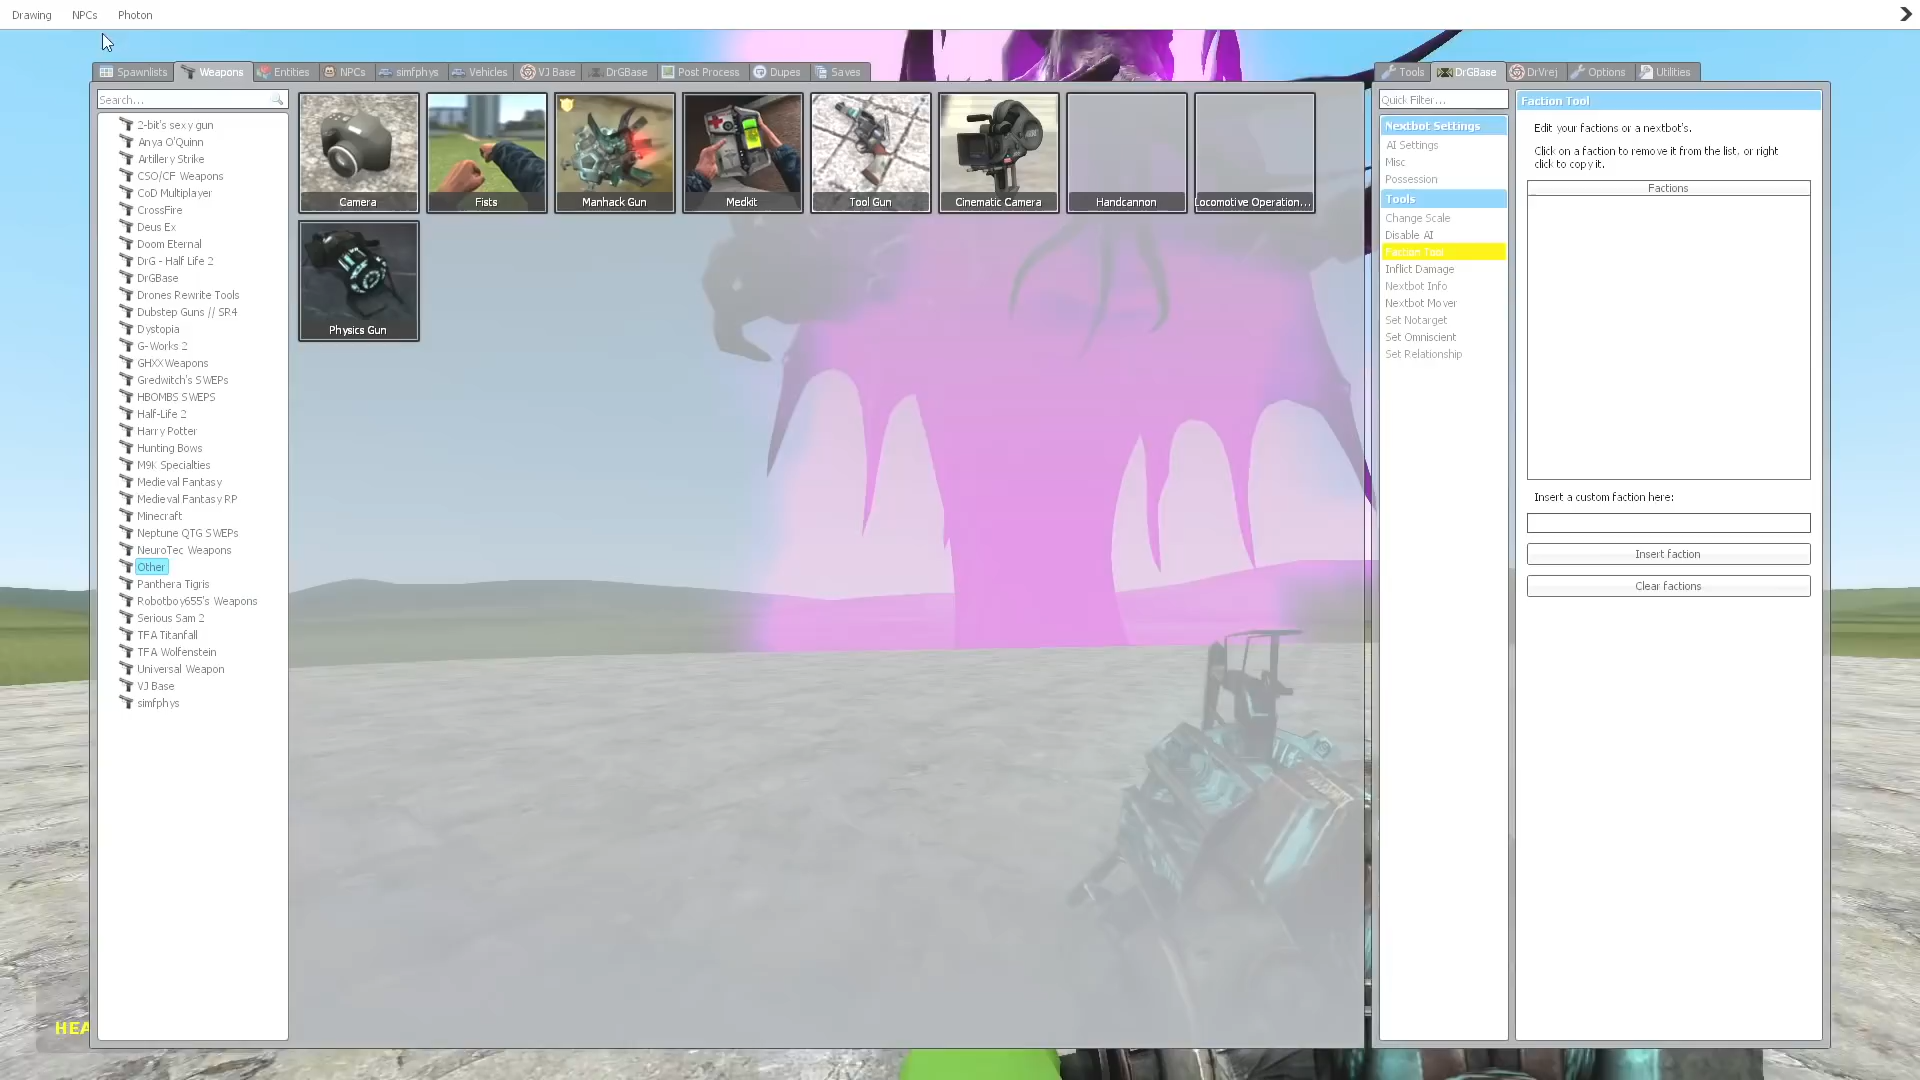 Drawing NPCs Photon
Spawnlists Weapons Entities NPCs simfphys Vehicles VJ Base DrGBase Post Process Dupes Saves
Tools DrGBase DrVrej Options Utilities
Search...
2-bit's sexy gun
Anya O'Quinn
Artillery Strike
CSO/CF Weapons
CoD Multiplayer
CrossFire
Deus Ex
Doom Eternal
DrG - Half Life 2
DrGBase
Drones Rewrite Tools
Dubstep Guns // SR4
Dystopia
G-Works 2
GHXX Weapons
Gredwitch's SWEPs
HBOMBS SWEPS
Half-Life 2
Harry Potter
Hunting Bows
M9K Specialties
Medieval Fantasy
Medieval Fantasy RP
Minecraft
Neptune QTG SWEPs
NeuroTec Weapons
Other
Panthera Tigris
Robotboy655's Weapons
Serious Sam 2
TFA Titanfall
TFA Wolfenstein
Universal Weapon
VJ Base
simfphys
Camera
Fists
Manhack Gun
Medkit
Tool Gun
Cinematic Camera
Handcannon
Locomotive Operation...
Physics Gun
Quick Filter...
Nextbot Settings
AI Settings
Misc
Possession
Tools
Change Scale
Disable AI
Faction Tool
Inflict Damage
Nextbot Info
Nextbot Mover
Set Notarget
Set Omniscient
Set Relationship
Faction Tool
Edit your factions or a nextbot's.
Click on a faction to remove it from the list, or right
click to copy it.
Factions
Insert a custom faction here:
Insert faction
Clear factions
HEA